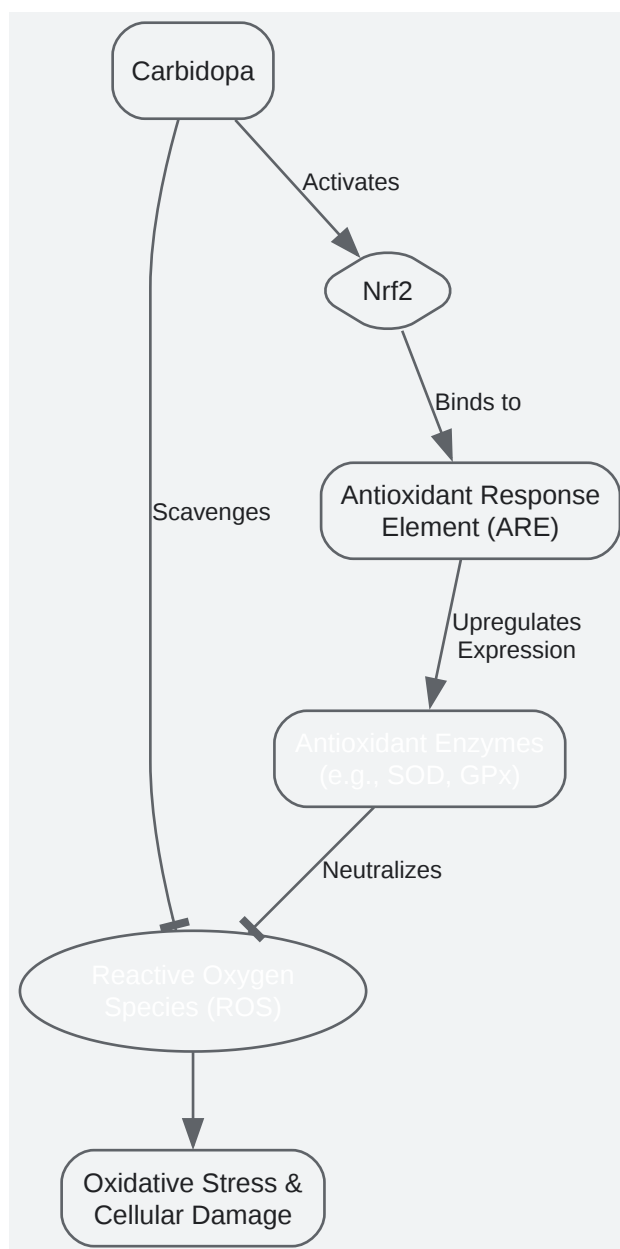 Carbidopa
Activates
Nrf2
Binds to
Scavenges
Antioxidant Response
Element (ARE)
Upregulates
Expression
Antioxidant Enzymes
(e.g., SOD, GPx)
Neutralizes
Reactive Oxygen
Species (ROS)
Oxidative Stress &
Cellular Damage